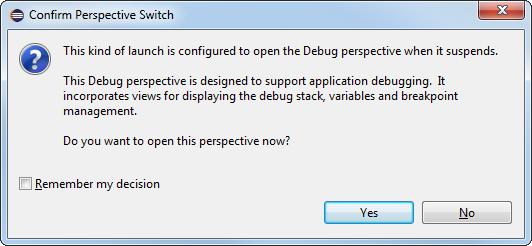 Confirm Perspective Switch
This kind of launch is configured to open the Debug perspective when it suspends.
This Debug perspective is designed to support application debugging.  It
incorporates views for displaying the debug stack, variables and breakpoint
management.
Do you want to open this perspective now?
Remember my decision
Yes
No